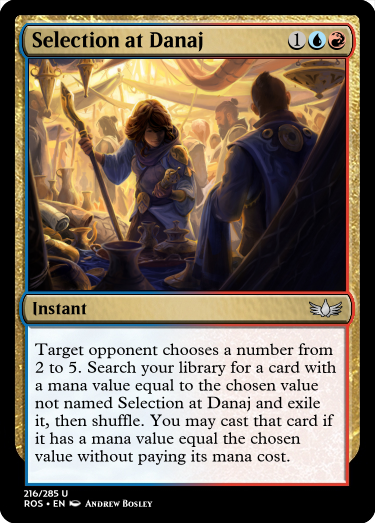 Selection at Danaj 1
Instant
Target opponent chooses a number from
2 to 5. Search your library for a card with
a mana value equal to the chosen value
not named Selection at Danaj and exile
it, then shuffle. You may cast that card if
it has a mana value equal the chosen
value without paying its mana cost.
216/285 U
ROS • EN Andrew Bosley